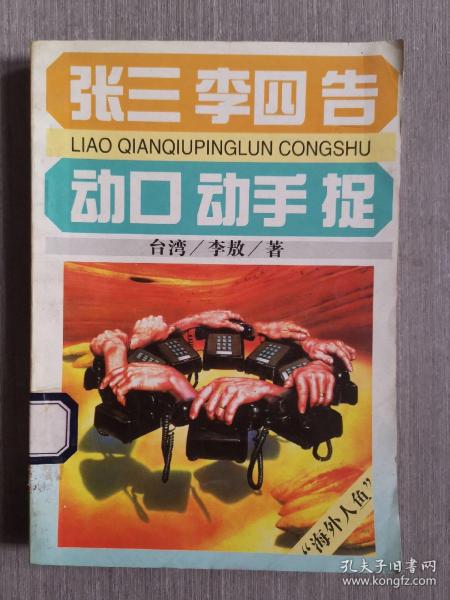 张三 李四 告
LIAO QIANQIUPINGLUN CONGSHU
动口 动手 捉
台湾/李敖/著
“海外人鱼”
孔夫子旧书网
www.kongfz.com